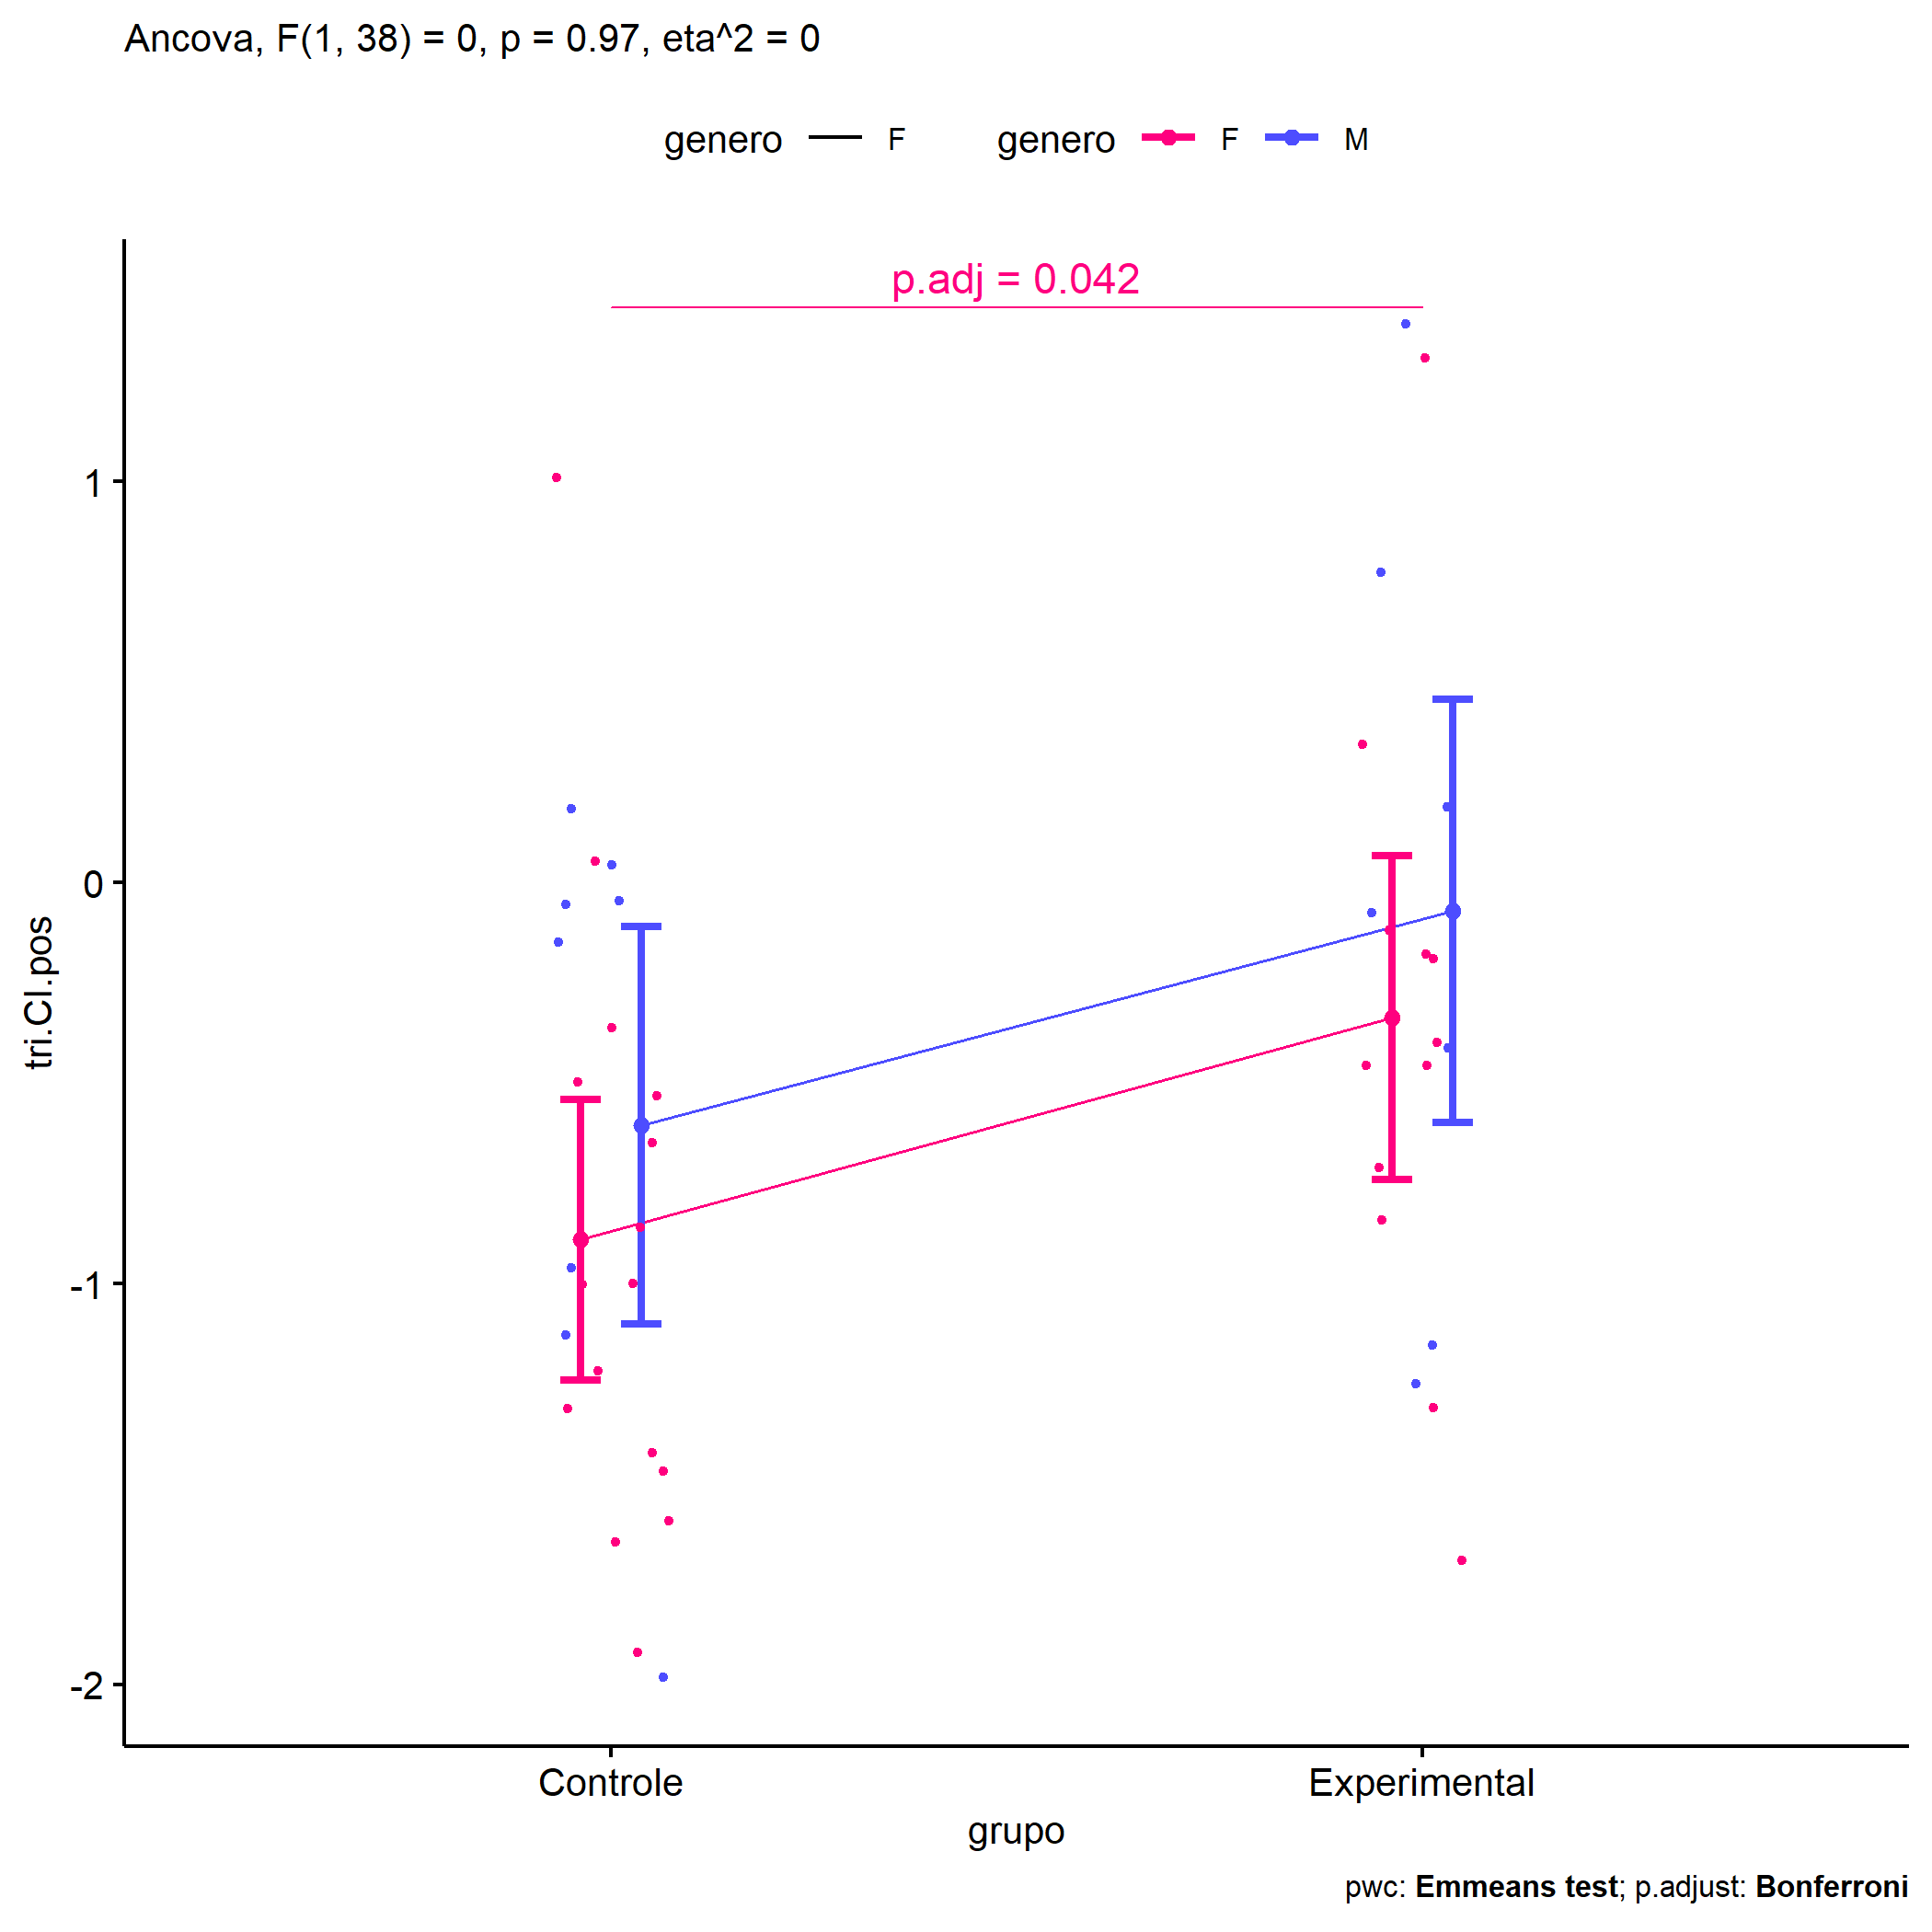 Ancova, F(1, 38) = 0, p = 0.97, eta^2 = 0
genero F genero F M
p.adj = 0.042
1
0
-1
-2
tri.CI.pos
Controle Experimental
grupo
pwc: Emmeans test; p.adjust: Bonferroni